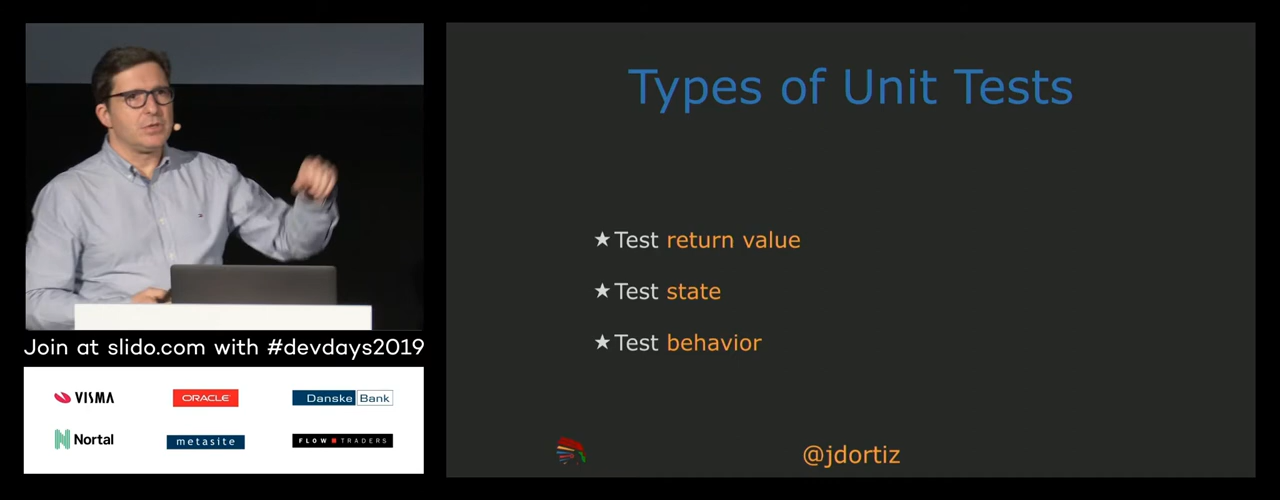 Types of Unit Tests
★Test return value
★Test state
★Test behavior
@jdortiz
Join at slido.com with #devdays2019
VISMA
ORACLE
Danske Bank
Nortal
metasite
FLOW TRADERS